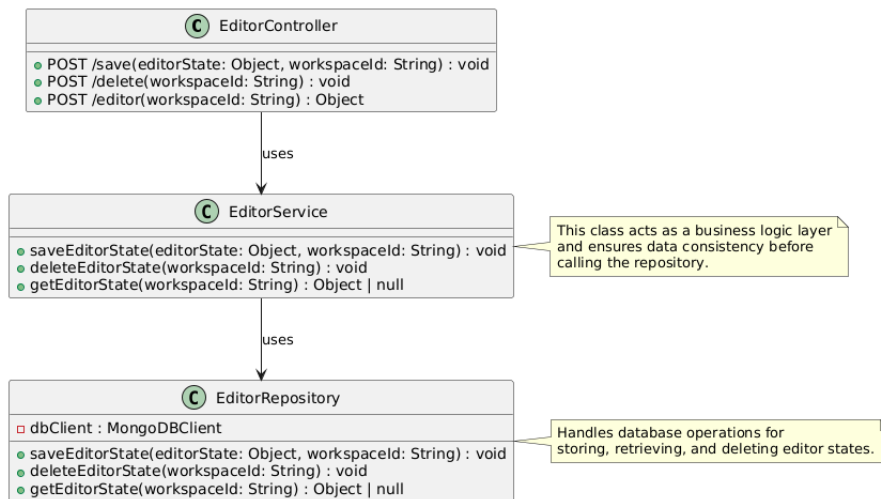 C EditorController
POST /save(editorState: Object, workspaceId: String) : void
POST /delete(workspaceId: String) : void
POST /editor(workspaceId: String) : Object
uses
C EditorService
saveEditorState(editorState: Object, workspaceId: String) : void
deleteEditorState(workspaceId: String) : void
getEditorState(workspaceId: String) : Object | null
This class acts as a business logic layer
and ensures data consistency before
calling the repository.
uses
C EditorRepository
dbClient : MongoDBClient
saveEditorState(editorState: Object, workspaceId: String) : void
deleteEditorState(workspaceId: String) : void
getEditorState(workspaceId: String) : Object | null
Handles database operations for
storing, retrieving, and deleting editor states.